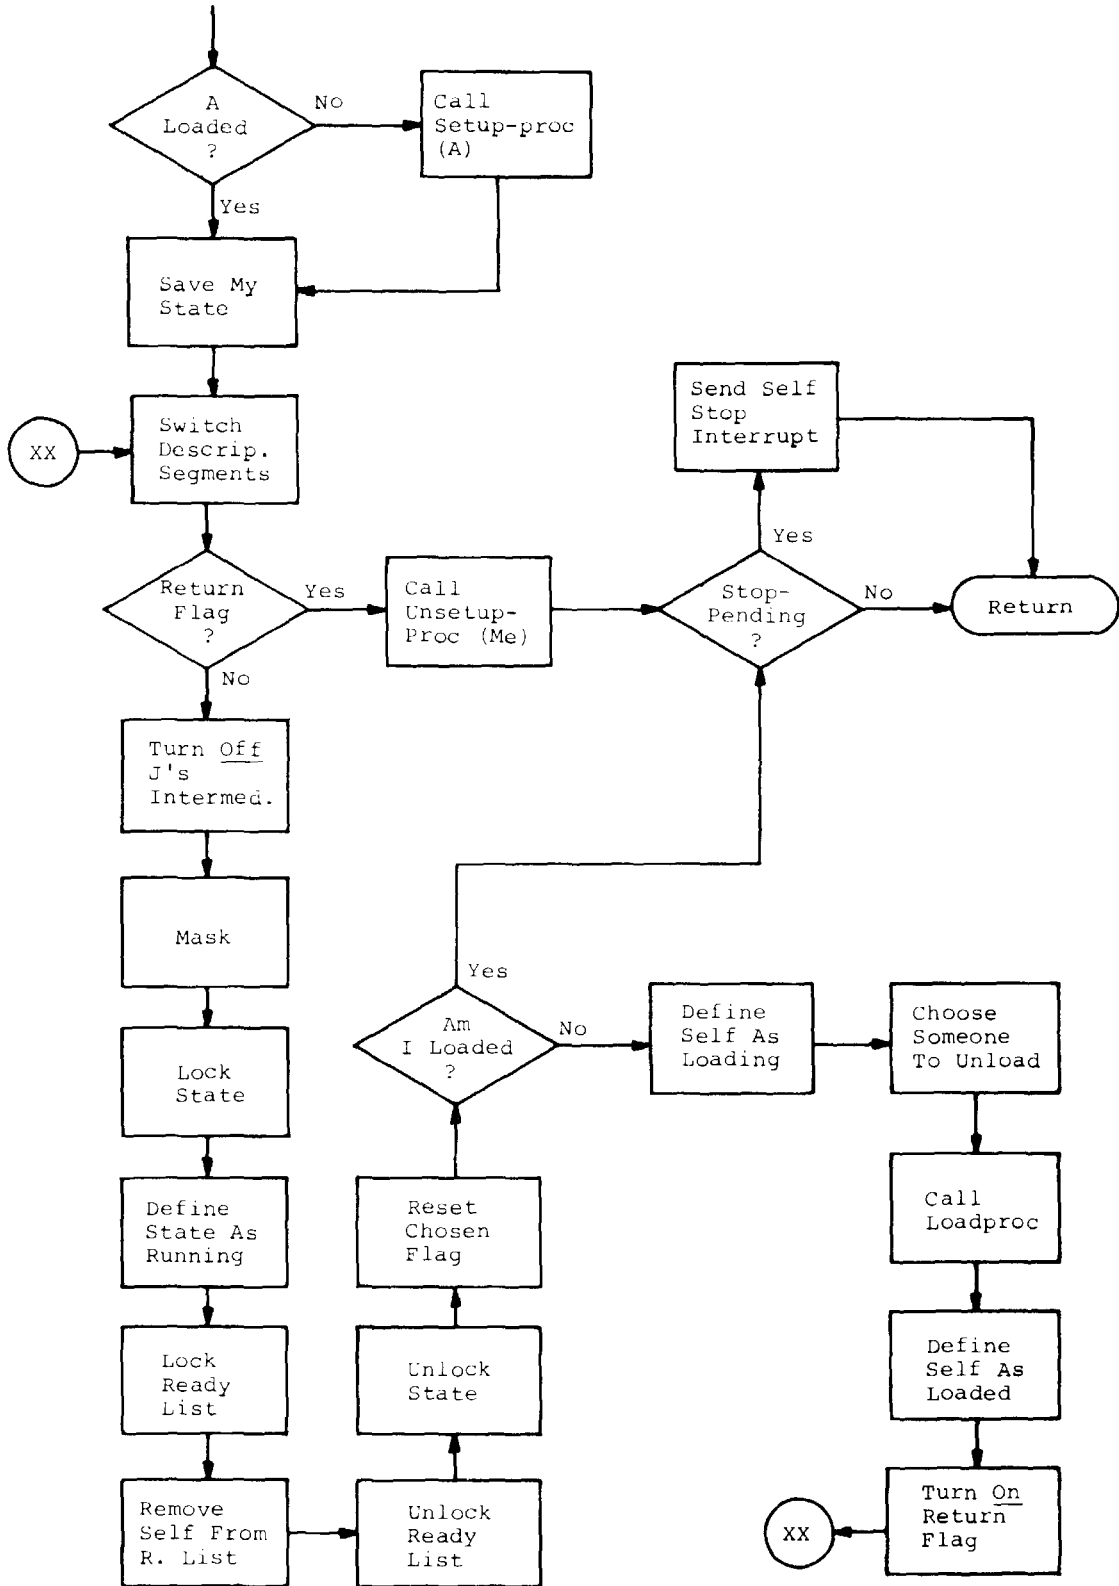 A
Loaded
?
No
Call
Setup-proc
(A)
Yes
Save My
State
XX
Switch
Descrip.
Segments
Send Self
Stop
Interrupt
Yes
Return
Flag
?
Yes
Call
Unsetup-
Proc (Me)
Stop-
Pending
?
No
Return
No
Turn Off
J's
Intermed.
Mask
Lock
State
Define
State As
Running
Lock
Ready
List
Remove
Self From
R. List
Unlock
Ready
List
Unlock
State
Reset
Chosen
Flag
Am
I Loaded
?
Yes
No
Define
Self As
Loading
Choose
Someone
To Unload
Call
Loadproc
Define
Self As
Loaded
Turn On
Return
Flag
XX